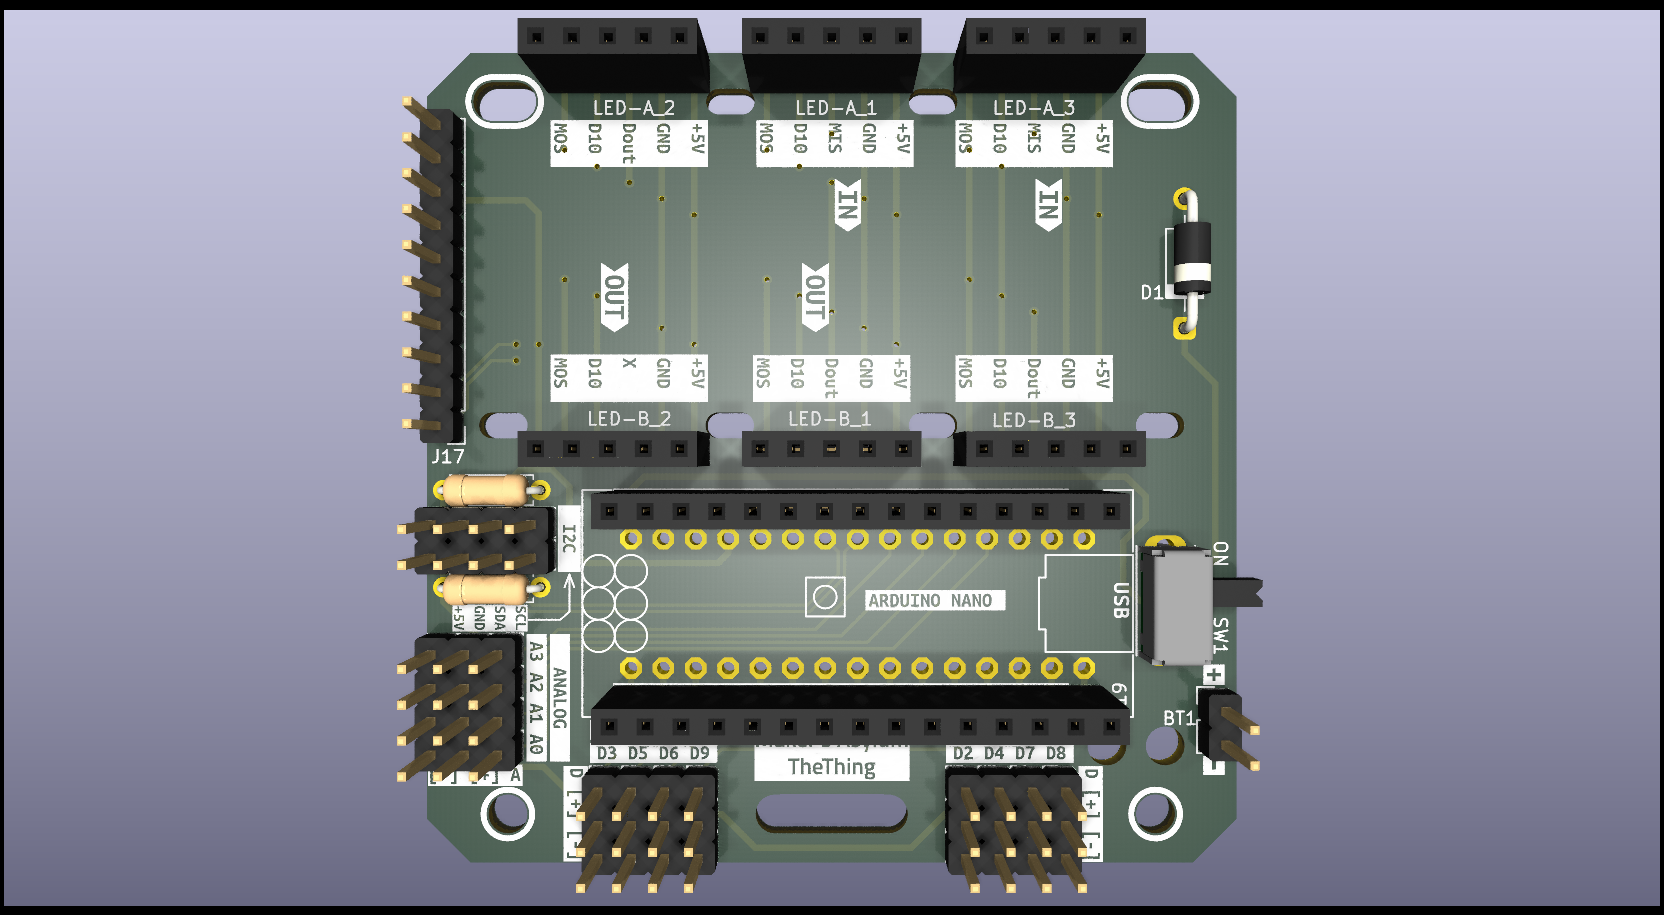 LED-A_2
LED-A_1
LED-A_3
MOS D10 Dout GND +5V
MOS D10 MIS GND +5V
MOS D10 MIS GND +5V
IN
IN
OUT
OUT
D1
MOS D10 X GND +5V
MOS D10 Dout GND +5V
MOS D10 Dout GND +5V
LED-B_2
LED-B_1
LED-B_3
J17
I2C
ON
SW1
USB
ARDUINO NANO
+5V GND SDA SCL
A3 A2 A1 A0
ANALOG
+
BT1
-
D3 D5 D6 D9
TheThing
D2 D4 D7 D8
A
D
D
[+]
[-]